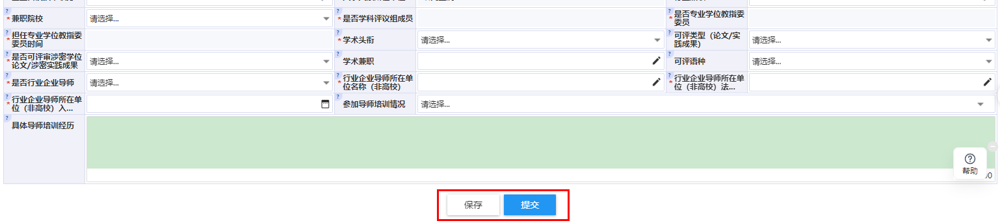 兼职院校
请选择...
是否学科评议组成员
是否专业学位教指委
委员
担任专业学位教指委
委员时间
学术头衔
请选择...
可评类型（论文/实
践成果）
请选择...
是否可评审涉密学位
论文/涉密实践成果
请选择...
学术兼职
可评语种
请选择...
是否行业企业导师
请选择...
行业企业导师所在单
位名称（非高校）
行业企业导师所在单
位（非高校）法...
行业企业导师所在单
位（非高校）入...
参加导师培训情况
请选择...
具体导师培训经历
帮助
保存
提交